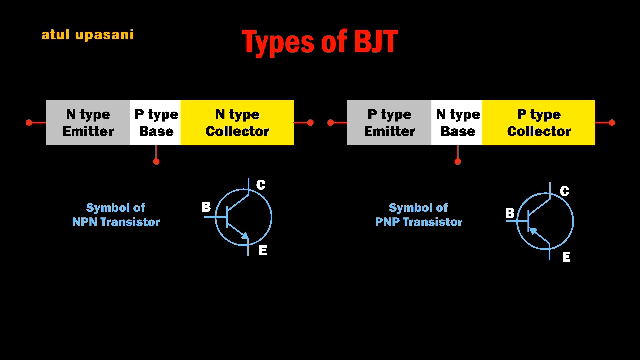 atul upasani
Types of BJT
N type Emitter
P type Base
N type Collector
P type Emitter
N type Base
P type Collector
Symbol of
NPN Transistor
B
C
E
Symbol of
PNP Transistor
B
C
E